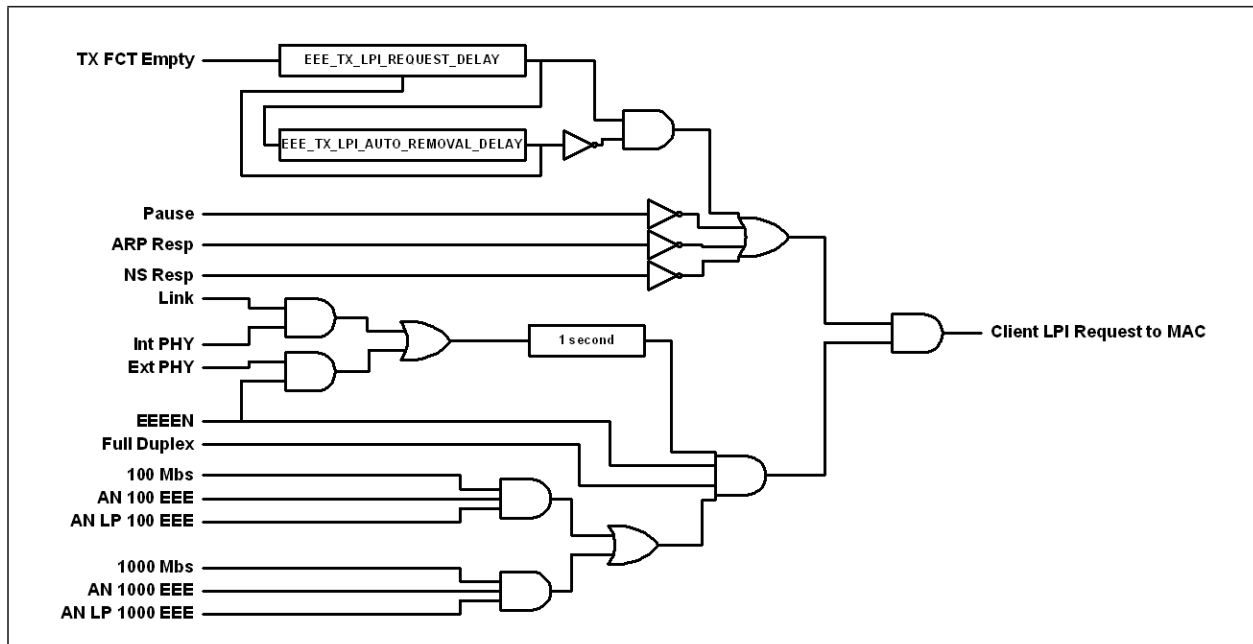 TX FCT Empty
EEE_TX_LPI_REQUEST_DELAY
EEE_TX_LPI_AUTO_REMOVAL_DELAY
Pause
ARP Resp
NS Resp
Link
Int PHY
Ext PHY
1 second
Client LPI Request to MAC
EEEEN
Full Duplex
100 Mbs
AN 100 EEE
AN LP 100 EEE
1000 Mbs
AN 1000 EEE
AN LP 1000 EEE